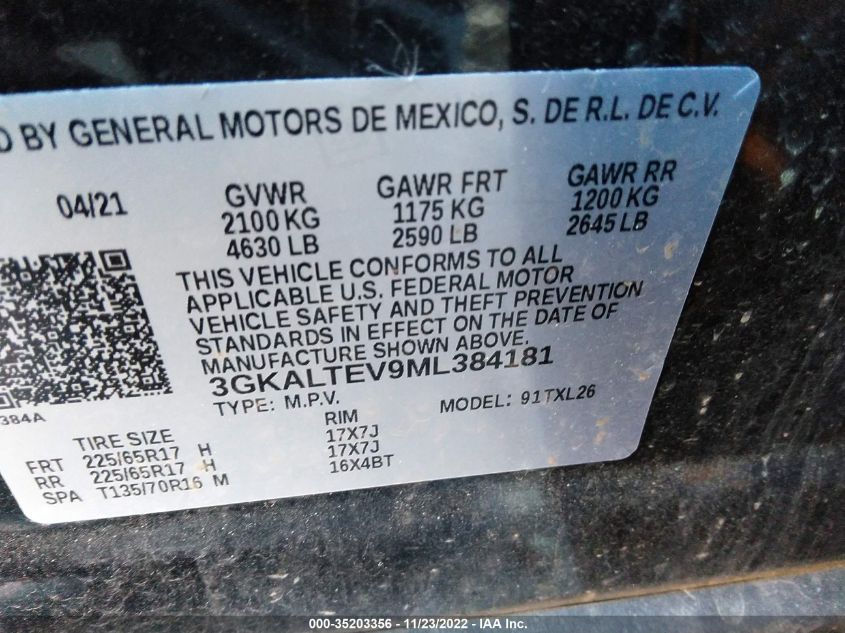 D BY GENERAL MOTORS DE MEXICO, S. DE R.L. DE C.V.
04/21 GVWR GAWR FRT GAWR RR
2100 KG 1175 KG 1200 KG
4630 LB 2590 LB 2645 LB
THIS VEHICLE CONFORMS TO ALL
APPLICABLE U.S. FEDERAL MOTOR
VEHICLE SAFETY AND THEFT PREVENTION
STANDARDS IN EFFECT ON THE DATE OF
MANUFACTURE SHOWN ABOVE.
3GKALTEV9ML384181
384A
TYPE: M.P.V. MODEL: 91TXL26
TIRE SIZE RIM
FRT 225/65R17 H 17X7J
RR 225/65R17 H 17X7J
SPA T135/70R16 M 16X4BT
000-35203356 - 11/23/2022 - IAA Inc.